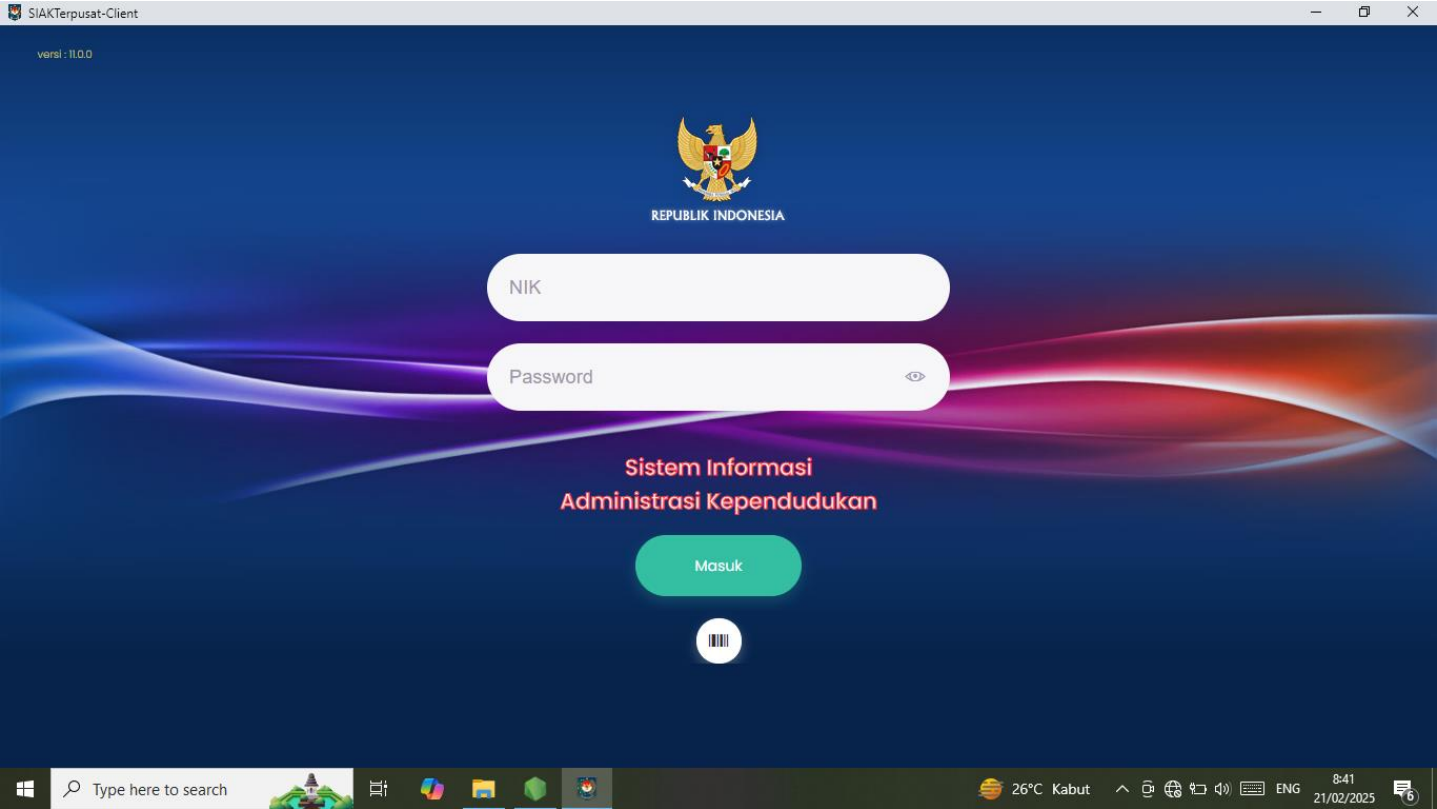 SIAKTerpusat-Client
versi : 11.0.0
REPUBLIK INDONESIA
NIK
Password
Sistem Informasi
Administrasi Kependudukan
Masuk
Type here to search
26°C Kabut
ENG
8:41
21/02/2025
6